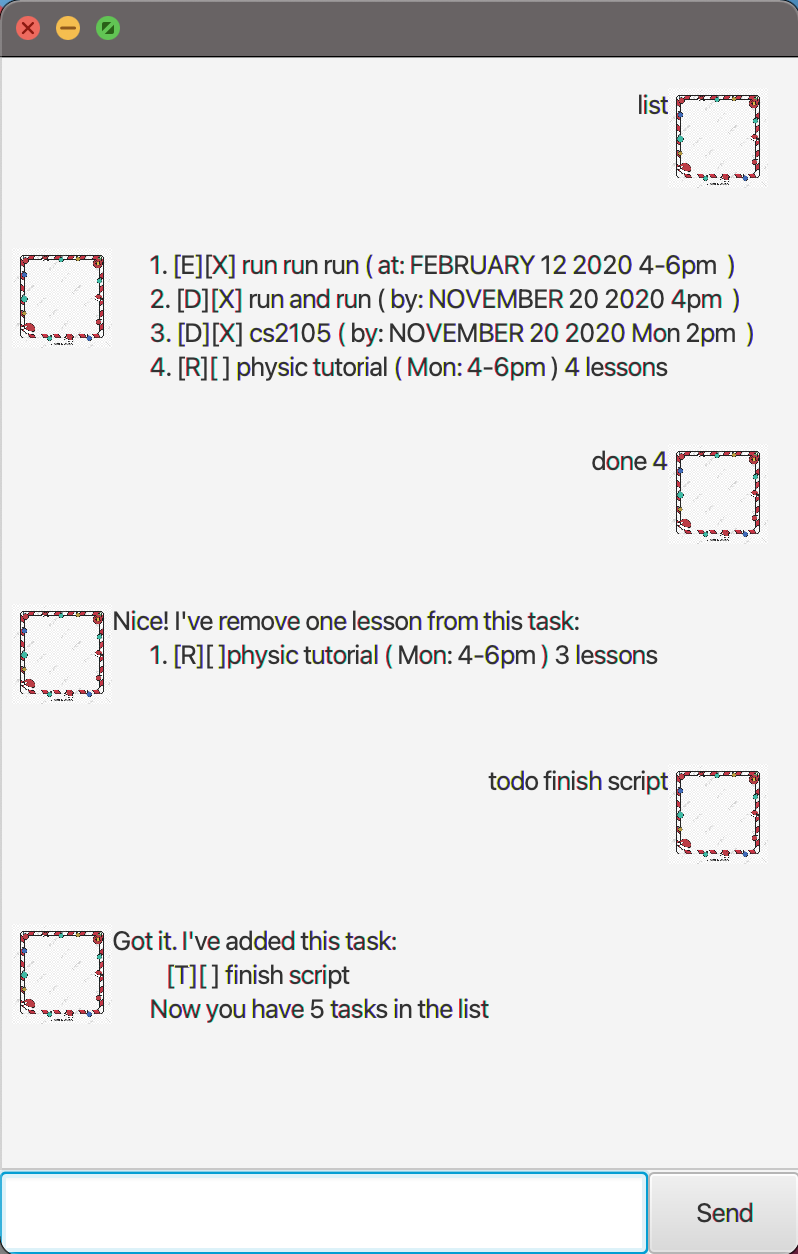 list
1. [E][X] run run run ( at: FEBRUARY 12 2020 4-6pm  )
2. [D][X] run and run ( by: NOVEMBER 20 2020 4pm  )
3. [D][X] cs2105 ( by: NOVEMBER 20 2020 Mon 2pm  )
4. [R][ ] physic tutorial ( Mon: 4-6pm ) 4 lessons
done 4
Nice! I've remove one lesson from this task:
1. [R][ ]physic tutorial ( Mon: 4-6pm ) 3 lessons
todo finish script
Got it. I've added this task:
[T][ ] finish script
Now you have 5 tasks in the list
Send